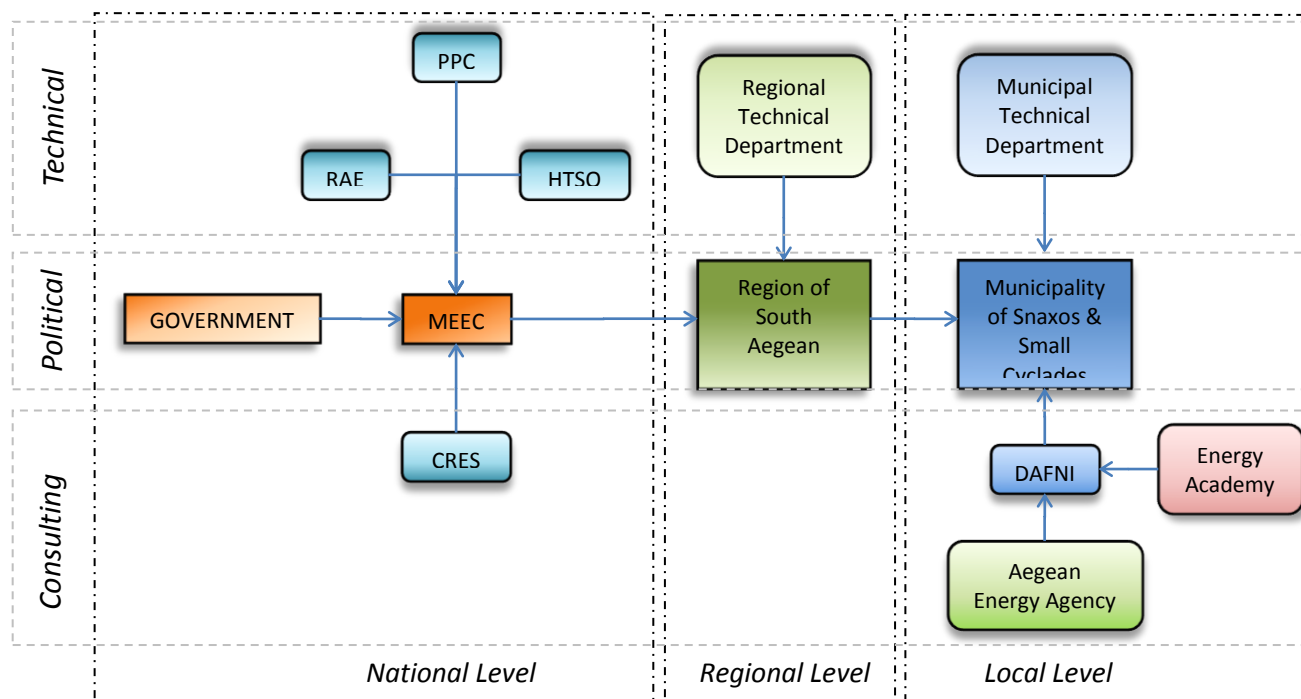 Technical
PPC
RAE
HTSO
Regional
Technical
Department
Municipal
Technical
Department
Political
GOVERNMENT
MEEC
Region of
South
Aegean
Municipality
of Snaxos &
Small
Cyclades
Consulting
CRES
DAFNI
Energy
Academy
Aegean
Energy Agency
National Level
Regional Level
Local Level